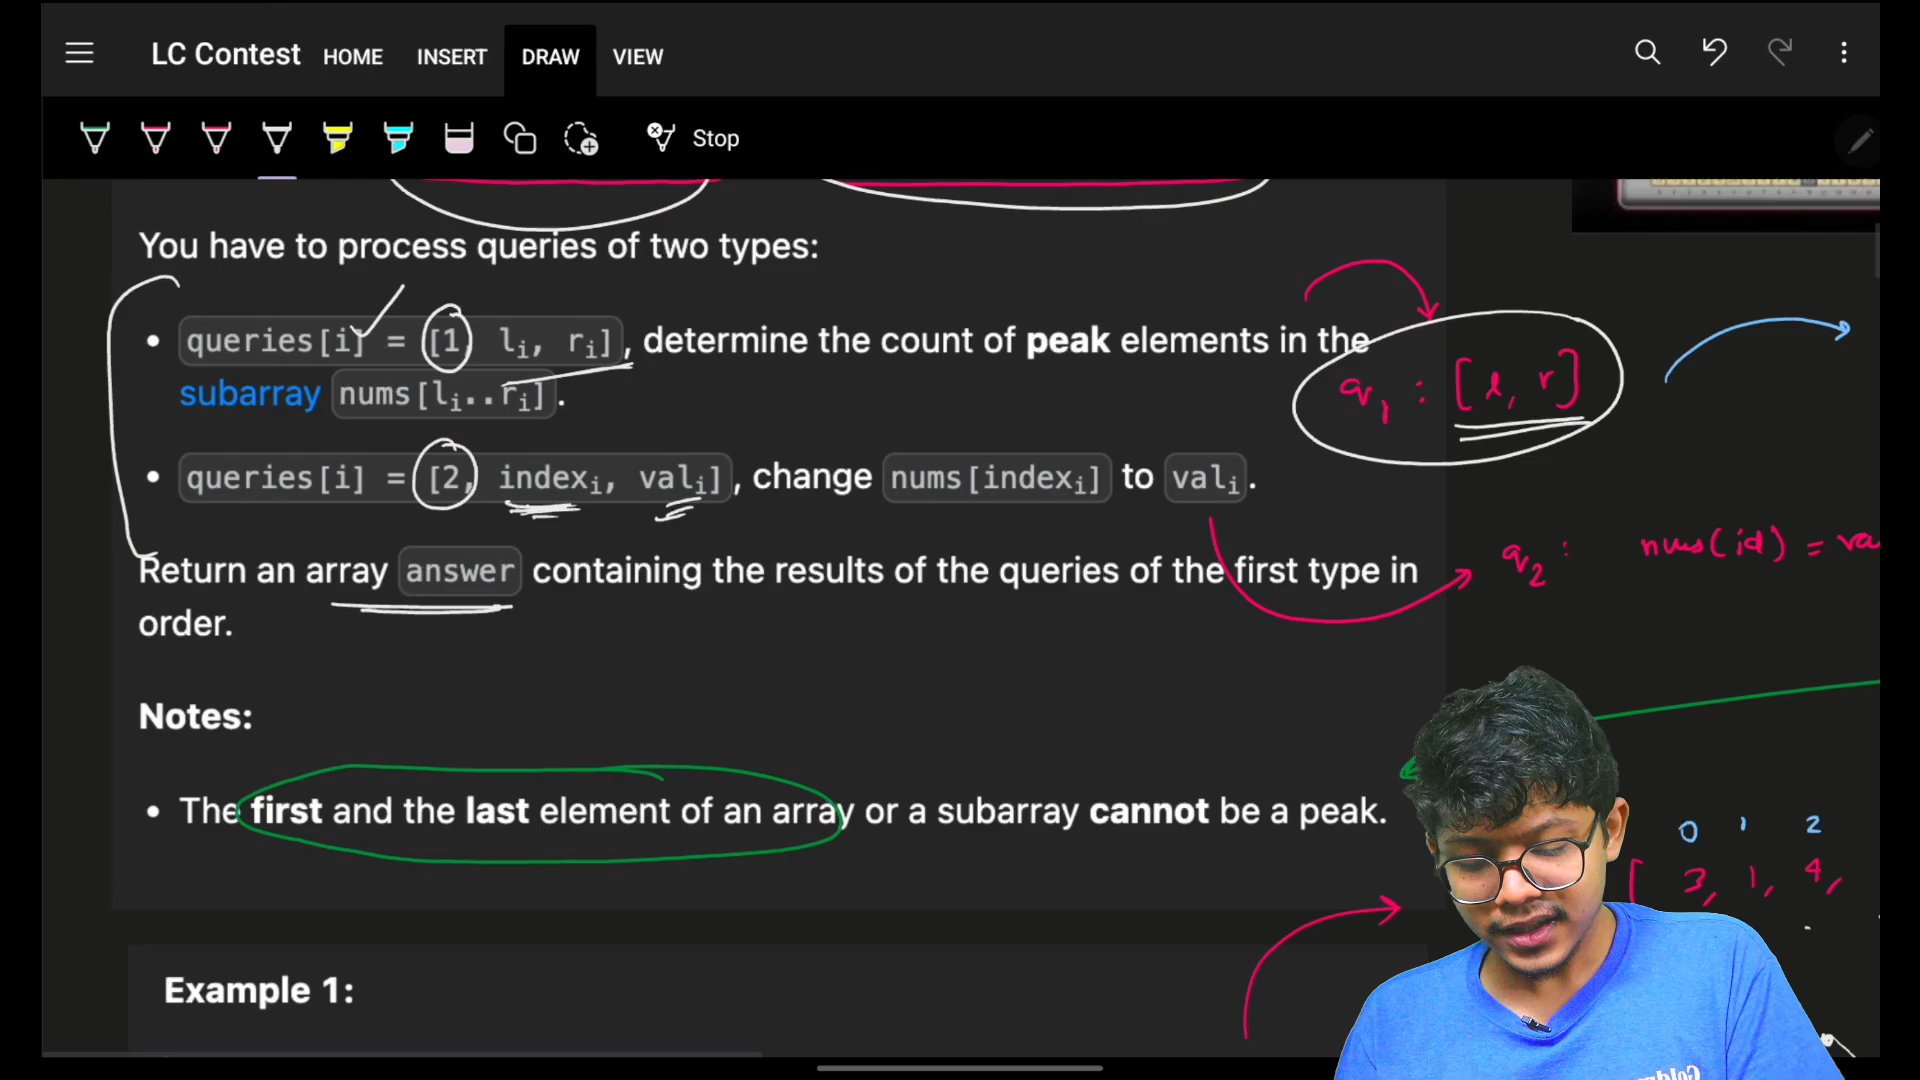 LC Contest HOME INSERT DRAW VIEW
Stop
You have to process queries of two types:
• queries[i] = [1, lᵢ, rᵢ], determine the count of peak elements in the
subarray nums[lᵢ..rᵢ].
q₁ : [l, r]
• queries[i] = [2, indexᵢ, valᵢ], change nums[indexᵢ] to valᵢ.
q₂ : nums(id) = va
Return an array answer containing the results of the queries of the first type in
order.
Notes:
• The first and the last element of an array or a subarray cannot be a peak.
0 1 2
[ 3, 1, 4,
Example 1: